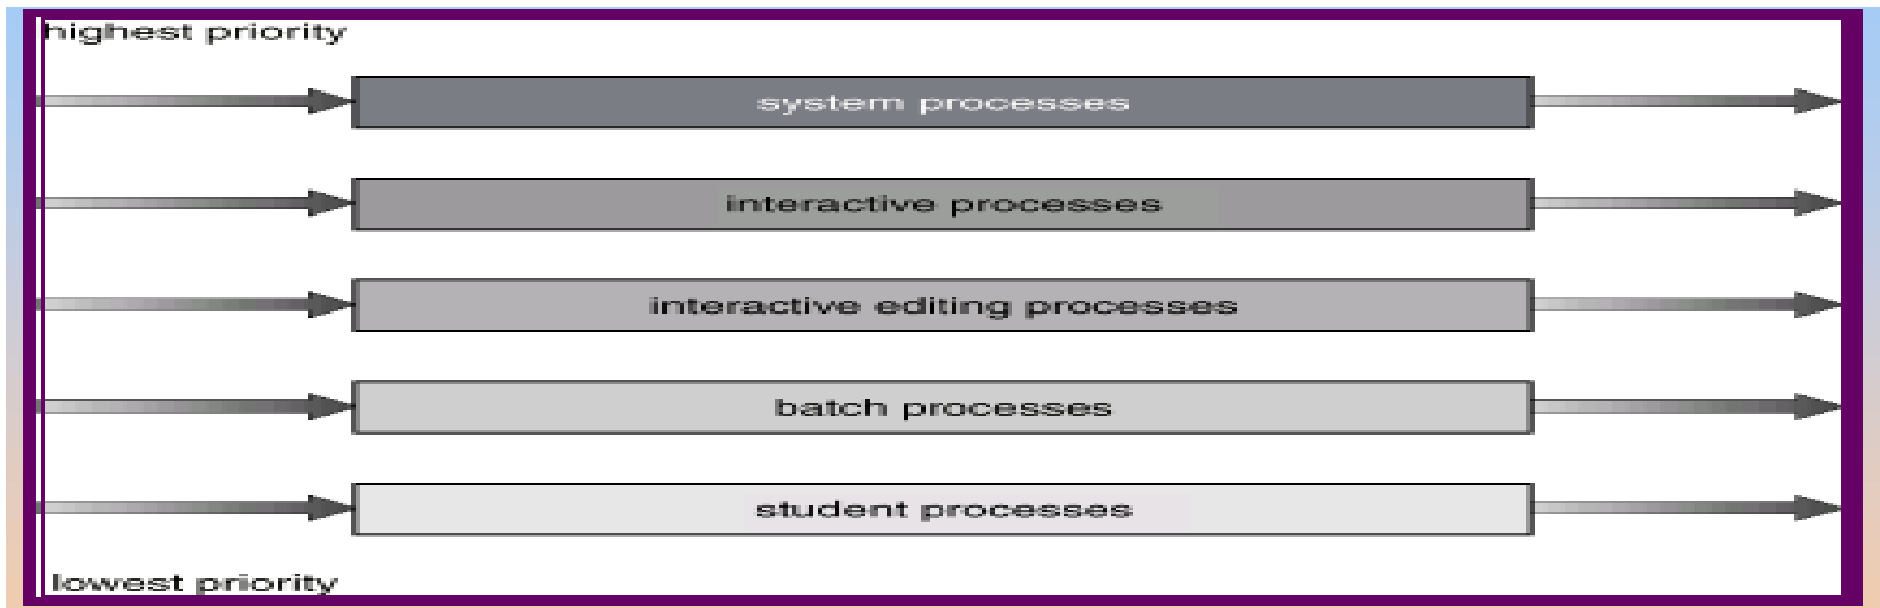 highest priority
system processes
interactive processes
interactive editing processes
batch processes
student processes
lowest priority